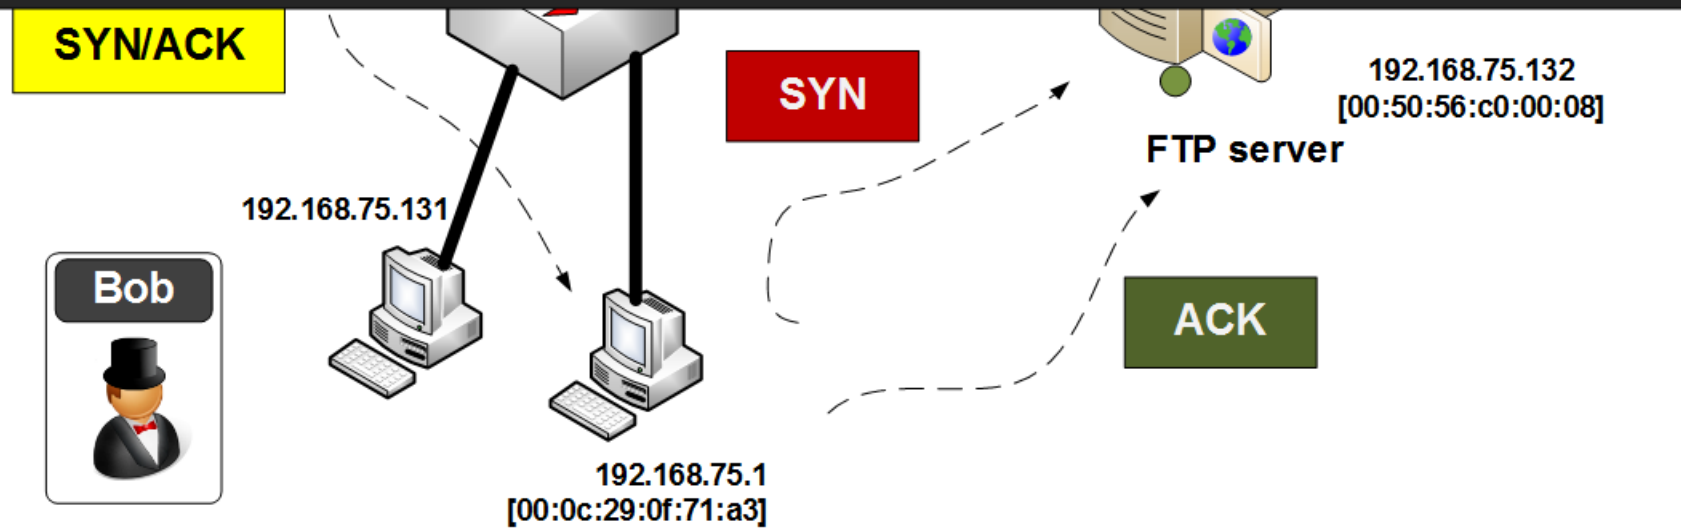 SYN/ACK
SYN
192.168.75.132
[00:50:56:c0:00:08]
FTP server
192.168.75.131
Bob
ACK
192.168.75.1
[00:0c:29:0f:71:a3]